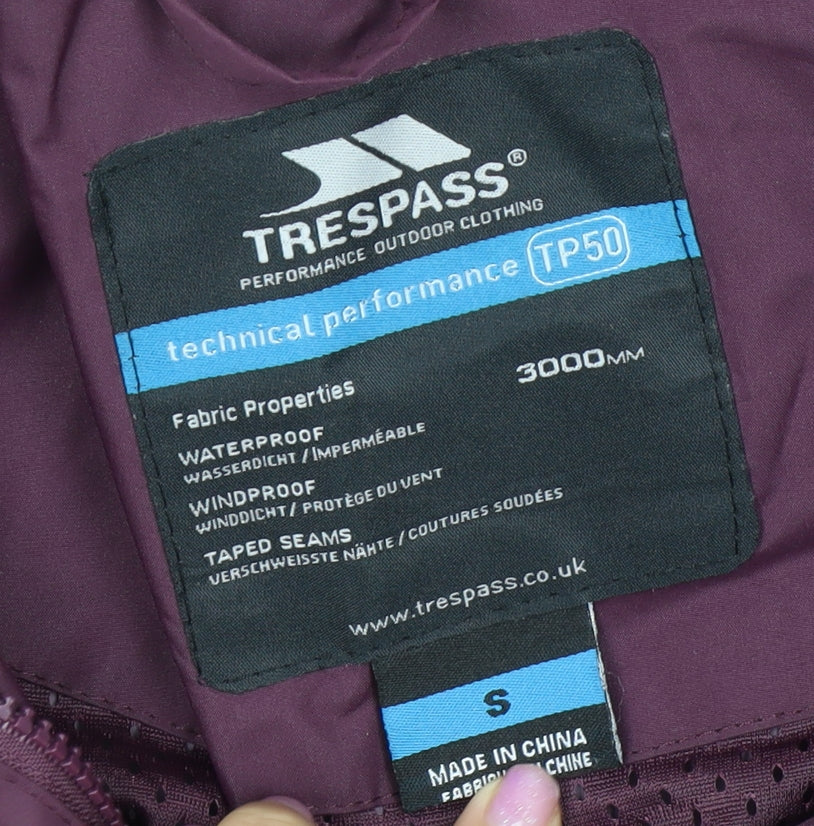 TRESPASS®
PERFORMANCE OUTDOOR CLOTHING
technical performance TP50
Fabric Properties 3000MM
WATERPROOF
WASSERDICHT / IMPERMÉABLE
WINDPROOF
WINDDICHT / PROTÈGE DU VENT
TAPED SEAMS
VERSCHWEISSTE NÄHTE / COUTURES SOUDÉES
www.trespass.co.uk
S
MADE IN CHINA
CHINE